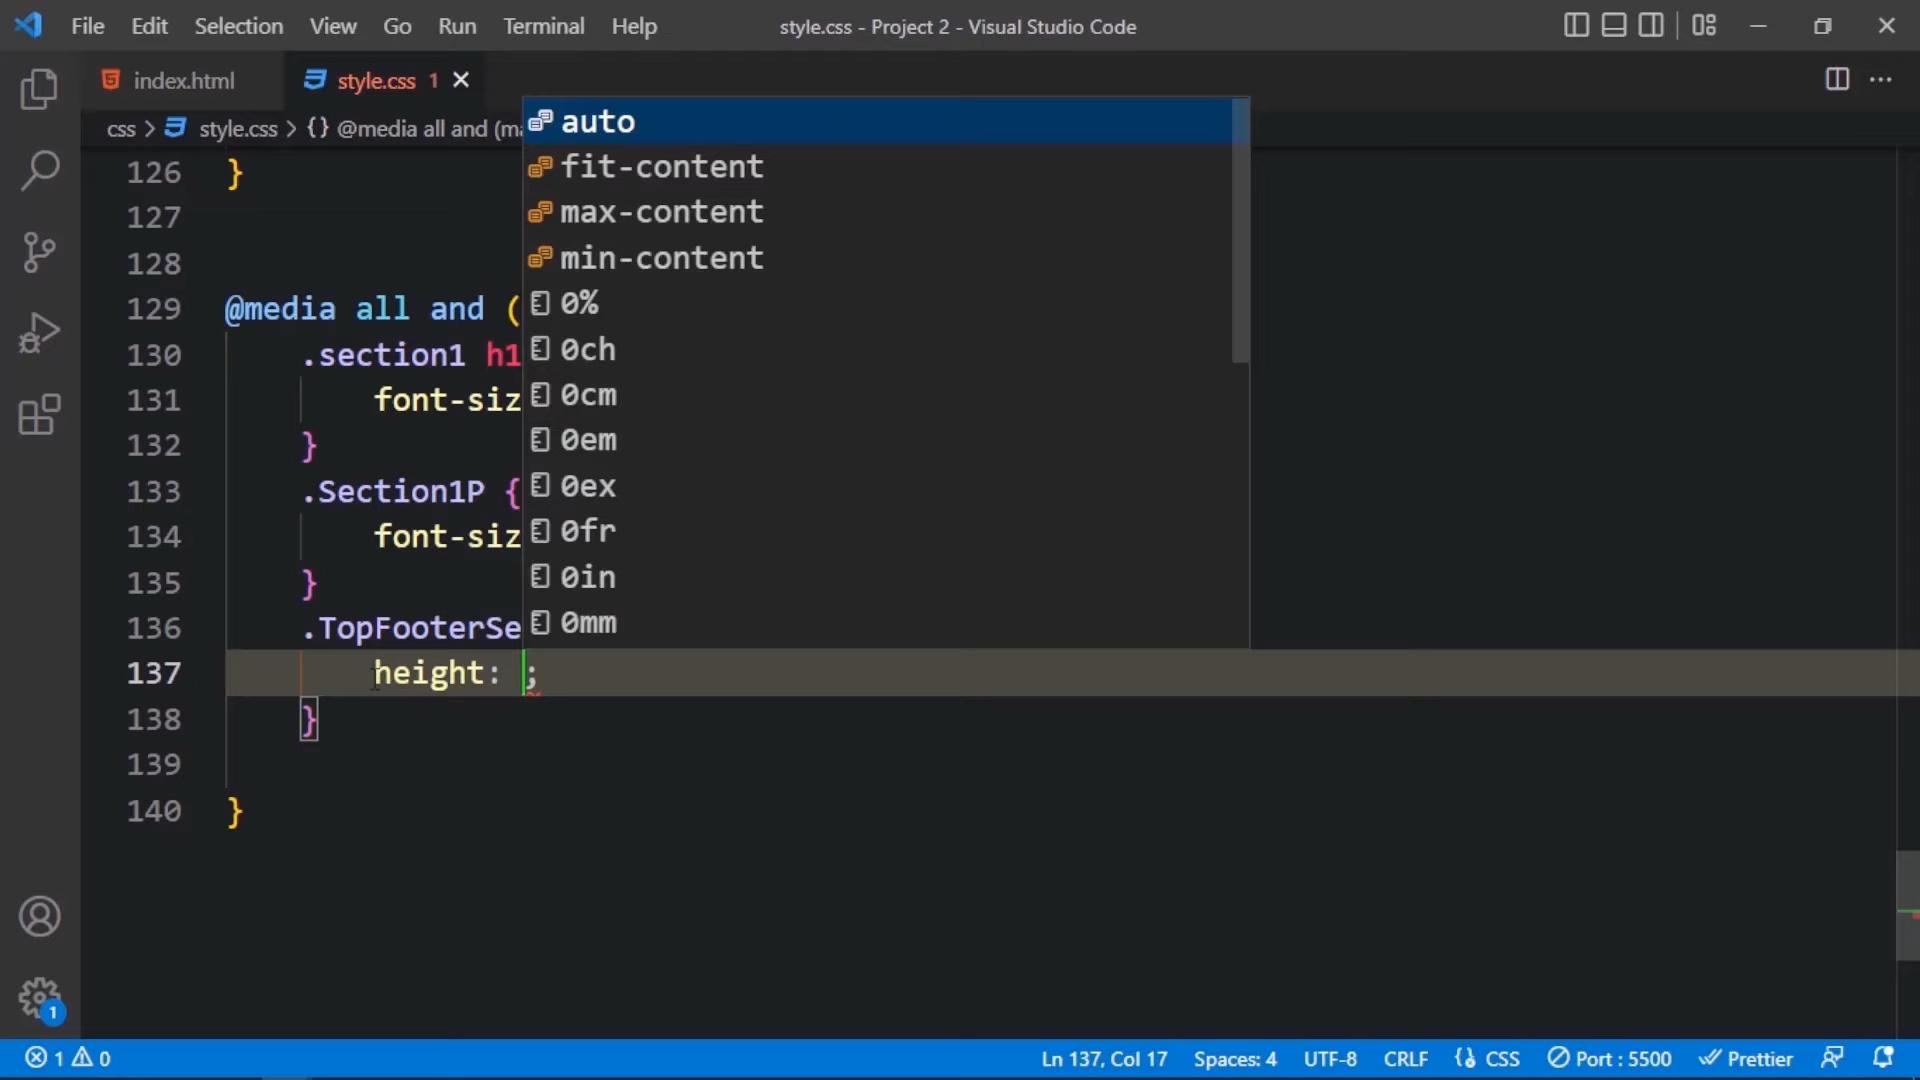 File Edit Selection View Go Run Terminal Help style.css - Project 2 - Visual Studio Code
index.html style.css 1
css > style.css > {} @media all and (ma
126 }
127
128
129 @media all and (
130 .section1 h1
131 font-siz
132 }
133 .Section1P {
134 font-siz
135 }
136 .TopFooterSe
137 height: ;
138 }
139
140 }
auto
fit-content
max-content
min-content
0%
0ch
0cm
0em
0ex
0fr
0in
0mm
1
1 0 Ln 137, Col 17 Spaces: 4 UTF-8 CRLF {} CSS Port : 5500 Prettier